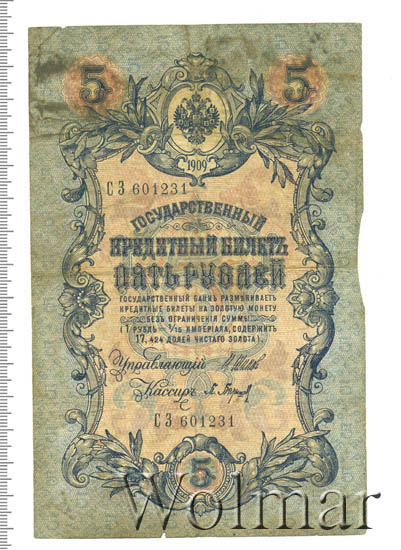 5 5
1909
СЗ 601231
ГОСУДАРСТВЕННЫЙ
КРЕДИТНЫЙ БИЛЕТЪ
ПЯТЬ РУБЛЕЙ
ГОСУДАРСТВЕННЫЙ БАНКЪ РАЗМѢНИВАЕТЪ
КРЕДИТНЫЕ БИЛЕТЫ НА ЗОЛОТУЮ МОНЕТУ
БЕЗЪ ОГРАНИЧЕНІЯ СУММЫ
(1 РУБЛЬ = 1/15 ИМПЕРІАЛА, СОДЕРЖИТЪ
17,424 ДОЛЕЙ ЧИСТАГО ЗОЛОТА).
Управляющій
Кассиръ
СЗ 601231
5
Wolmar